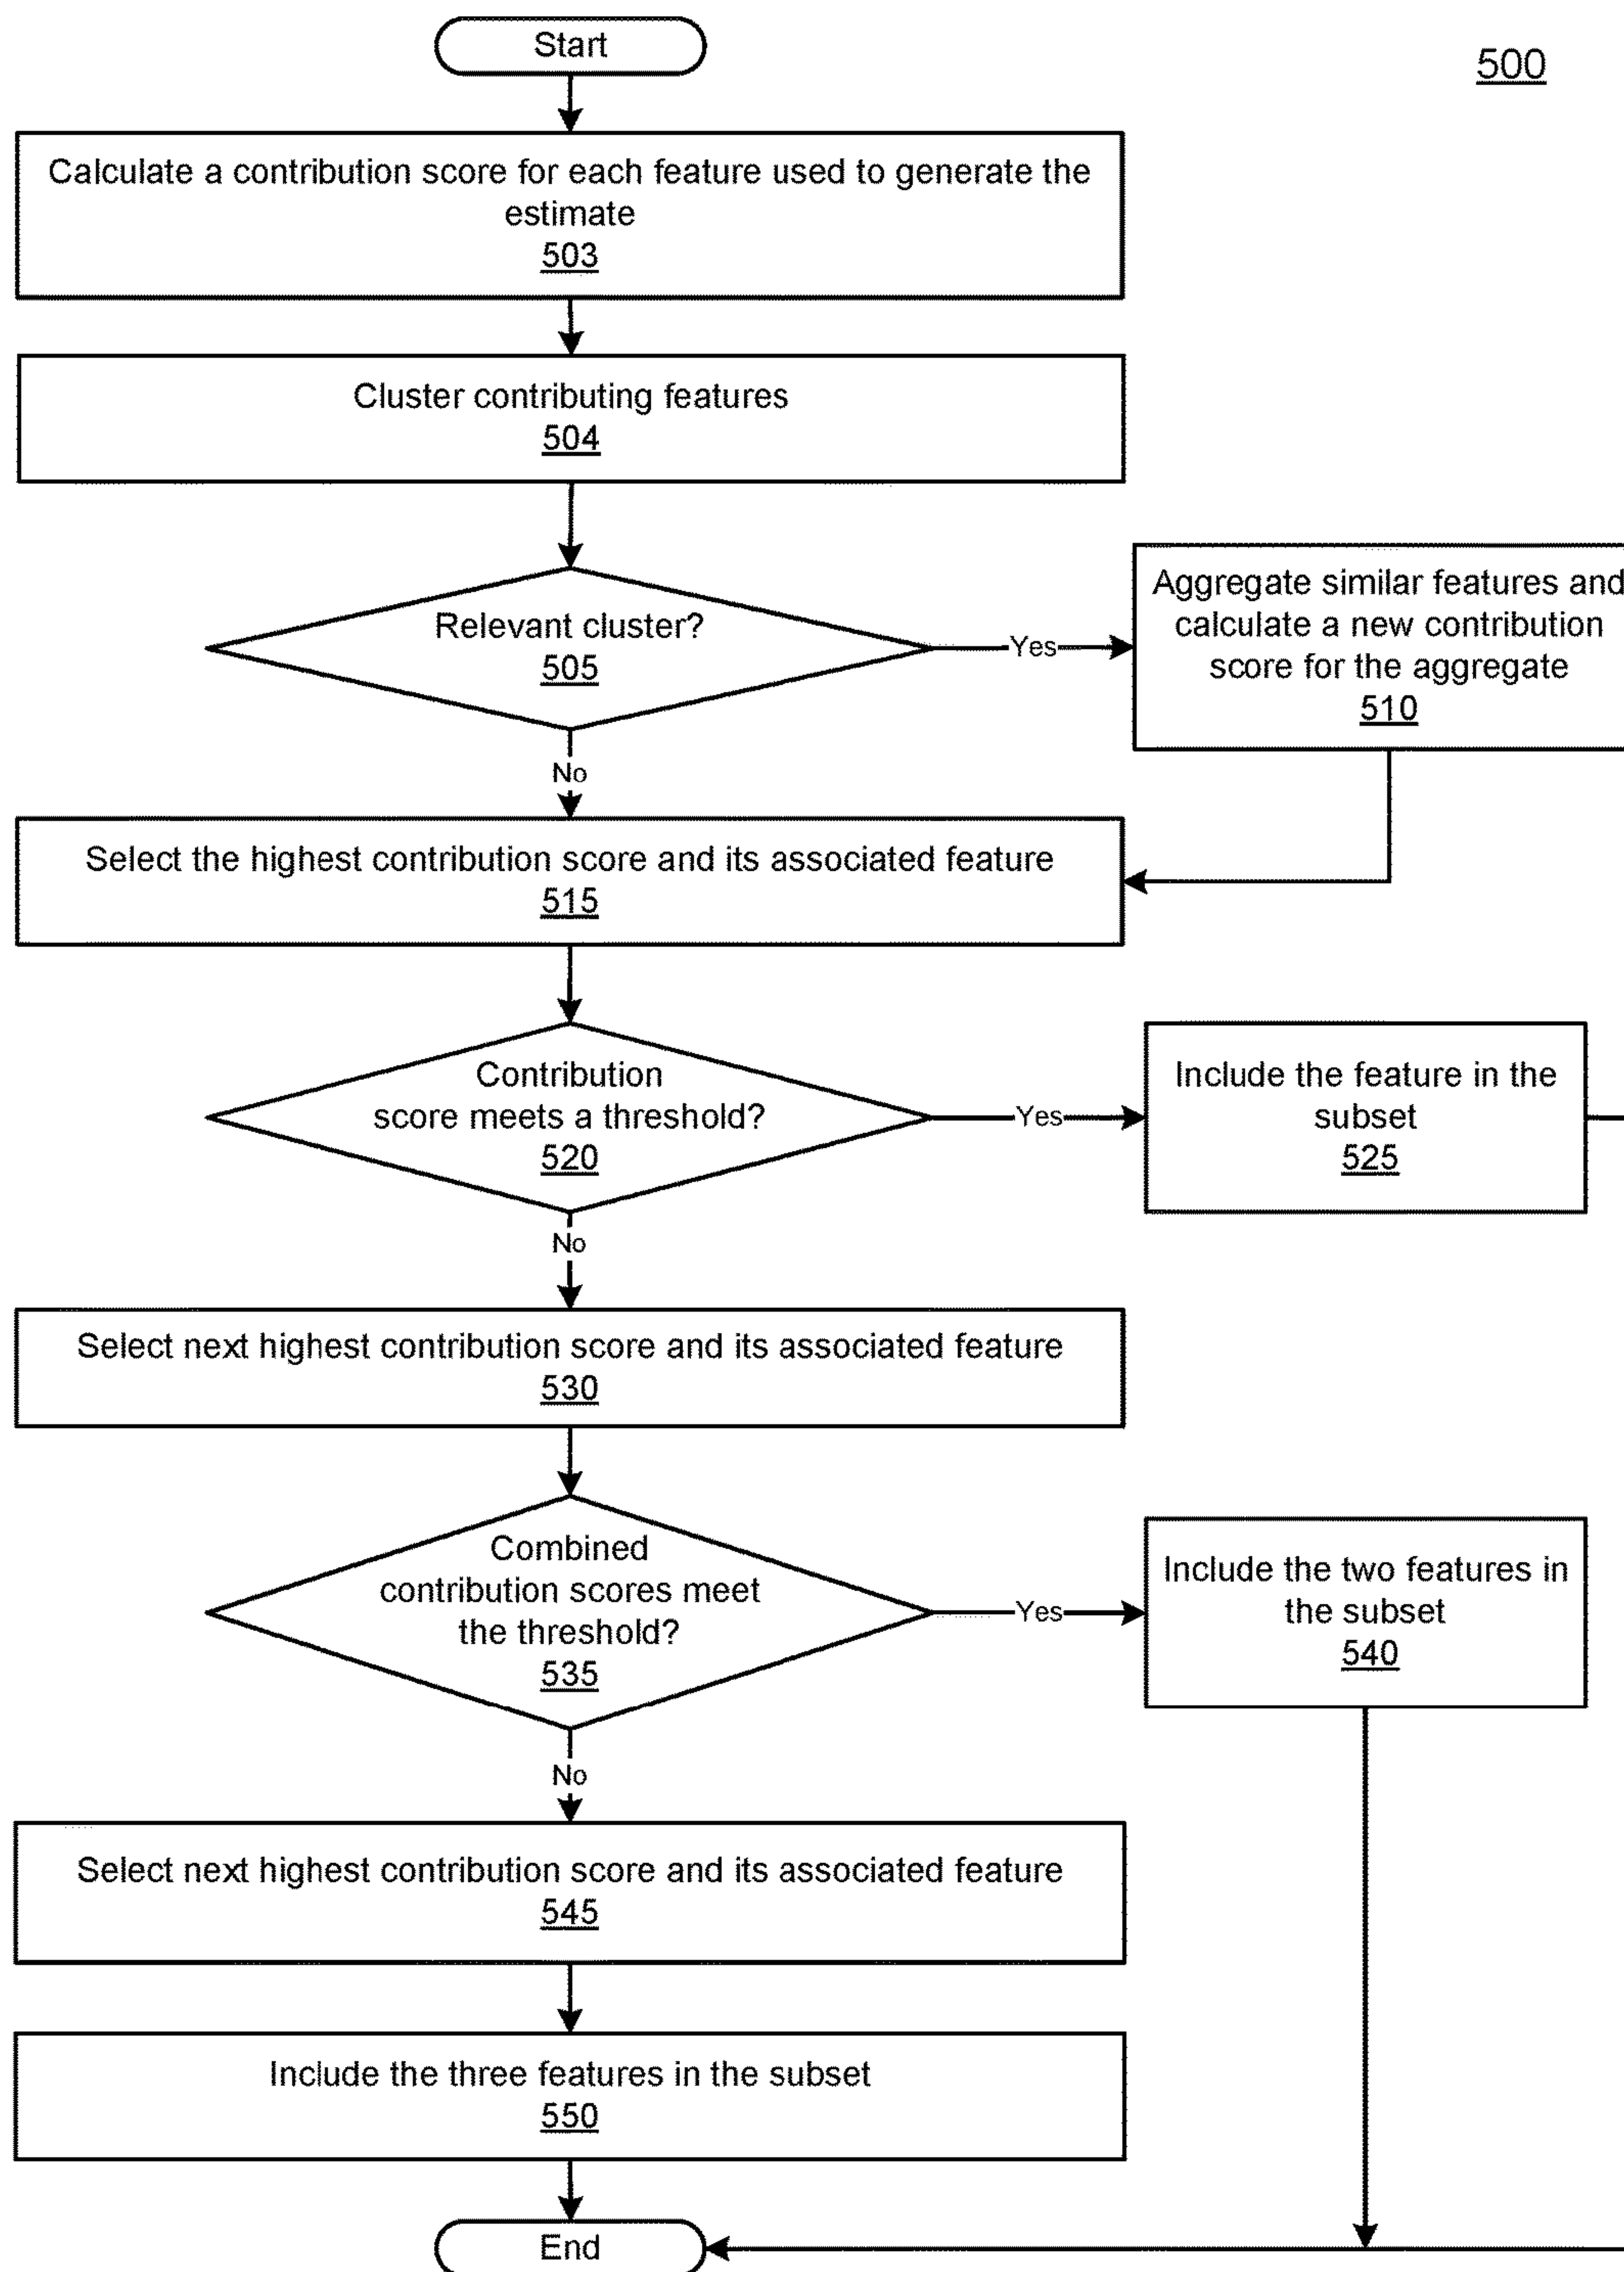 Start
500
Calculate a contribution score for each feature used to generate the
estimate
503
Cluster contributing features
504
Relevant cluster?
505
Yes
Aggregate similar features and
calculate a new contribution
score for the aggregate
510
No
Select the highest contribution score and its associated feature
515
Contribution
score meets a threshold?
520
Yes
Include the feature in the
subset
525
No
Select next highest contribution score and its associated feature
530
Combined
contribution scores meet
the threshold?
535
Yes
Include the two features in
the subset
540
No
Select next highest contribution score and its associated feature
545
Include the three features in the subset
550
End